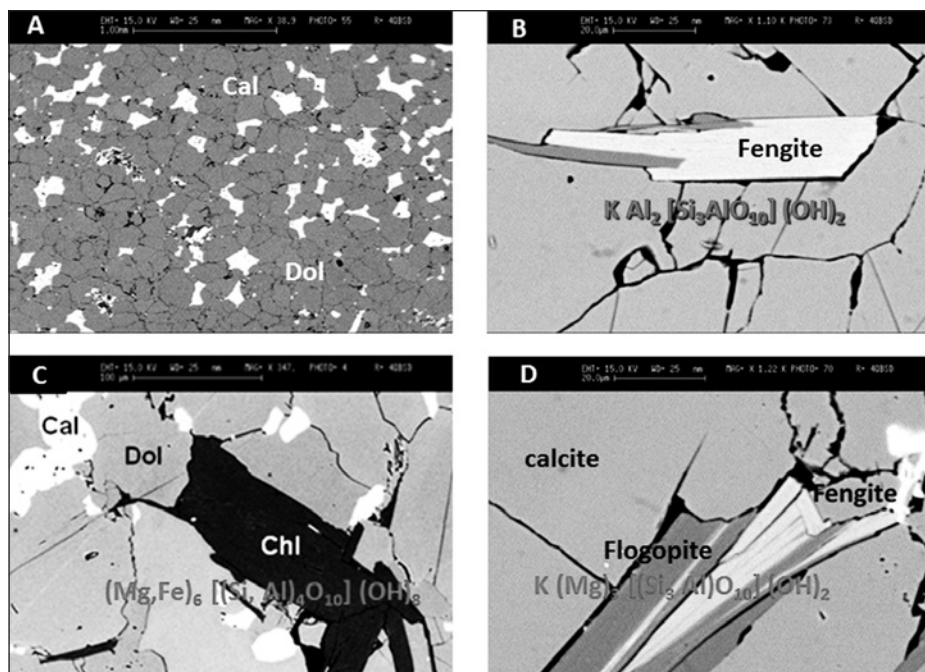 A
EHT= 15.0 KV WD= 25 mm MAG= X 38.9 PHOTO= 55 R= 4QBSD
1.00mm
Cal
Dol
B
EHT= 15.0 KV WD= 25 mm MAG= X 1.10 K PHOTO= 73 R= 4QBSD
20.0µm
Fengite
K Al₂ [Si₃AlO₁₀] (OH)₂
C
EHT= 15.0 KV WD= 25 mm MAG= X 347. PHOTO= 4 R= 4QBSD
100 µm
Cal
Dol
Chl
(Mg,Fe)₆ [(Si, Al)₄O₁₀] (OH)₈
D
EHT= 15.0 KV WD= 25 mm MAG= X 1.22 K PHOTO= 70 R= 4QBSD
20.0µm
calcite
Fengite
Flogopite
K (Mg)₃ [(Si₃ Al)O₁₀] (OH)₂